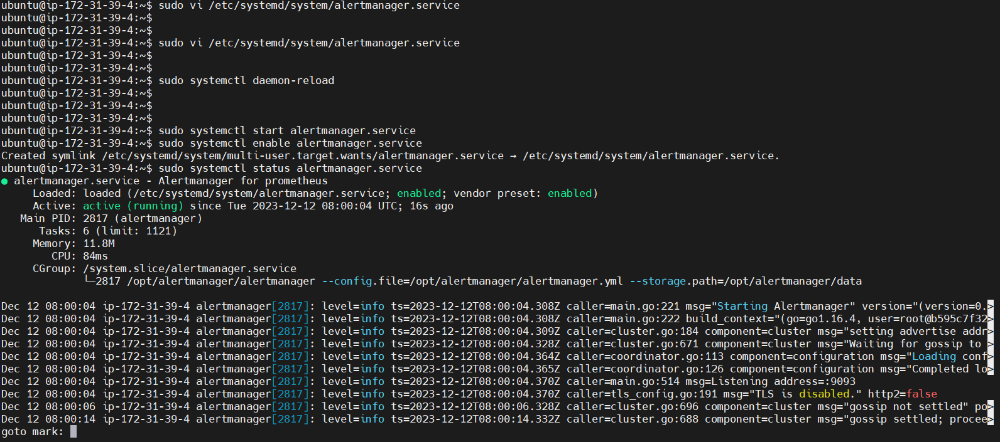 ubuntu@ip-172-31-39-4:~$ sudo vi /etc/systemd/system/alertmanager.service
ubuntu@ip-172-31-39-4:~$
ubuntu@ip-172-31-39-4:~$
ubuntu@ip-172-31-39-4:~$ sudo vi /etc/systemd/system/alertmanager.service
ubuntu@ip-172-31-39-4:~$
ubuntu@ip-172-31-39-4:~$
ubuntu@ip-172-31-39-4:~$ sudo systemctl daemon-reload
ubuntu@ip-172-31-39-4:~$
ubuntu@ip-172-31-39-4:~$
ubuntu@ip-172-31-39-4:~$
ubuntu@ip-172-31-39-4:~$ sudo systemctl start alertmanager.service
ubuntu@ip-172-31-39-4:~$ sudo systemctl enable alertmanager.service
Created symlink /etc/systemd/system/multi-user.target.wants/alertmanager.service → /etc/systemd/system/alertmanager.service.
ubuntu@ip-172-31-39-4:~$ sudo systemctl status alertmanager.service
● alertmanager.service - Alertmanager for prometheus
     Loaded: loaded (/etc/systemd/system/alertmanager.service; enabled; vendor preset: enabled)
     Active: active (running) since Tue 2023-12-12 08:00:04 UTC; 16s ago
   Main PID: 2817 (alertmanager)
      Tasks: 6 (limit: 1121)
     Memory: 11.8M
        CPU: 84ms
     CGroup: /system.slice/alertmanager.service
             └─2817 /opt/alertmanager/alertmanager --config.file=/opt/alertmanager/alertmanager.yml --storage.path=/opt/alertmanager/data
Dec 12 08:00:04 ip-172-31-39-4 alertmanager[2817]: level=info ts=2023-12-12T08:00:04.308Z caller=main.go:221 msg="Starting Alertmanager" version="(version=0.>
Dec 12 08:00:04 ip-172-31-39-4 alertmanager[2817]: level=info ts=2023-12-12T08:00:04.308Z caller=main.go:222 build_context="(go=go1.16.4, user=root@b595c7f32>
Dec 12 08:00:04 ip-172-31-39-4 alertmanager[2817]: level=info ts=2023-12-12T08:00:04.309Z caller=cluster.go:184 component=cluster msg="setting advertise addr>
Dec 12 08:00:04 ip-172-31-39-4 alertmanager[2817]: level=info ts=2023-12-12T08:00:04.328Z caller=cluster.go:671 component=cluster msg="Waiting for gossip to >
Dec 12 08:00:04 ip-172-31-39-4 alertmanager[2817]: level=info ts=2023-12-12T08:00:04.364Z caller=coordinator.go:113 component=configuration msg="Loading conf>
Dec 12 08:00:04 ip-172-31-39-4 alertmanager[2817]: level=info ts=2023-12-12T08:00:04.365Z caller=coordinator.go:126 component=configuration msg="Completed lo>
Dec 12 08:00:04 ip-172-31-39-4 alertmanager[2817]: level=info ts=2023-12-12T08:00:04.370Z caller=main.go:514 msg=Listening address=:9093
Dec 12 08:00:04 ip-172-31-39-4 alertmanager[2817]: level=info ts=2023-12-12T08:00:04.370Z caller=tls_config.go:191 msg="TLS is disabled." http2=false
Dec 12 08:00:06 ip-172-31-39-4 alertmanager[2817]: level=info ts=2023-12-12T08:00:06.328Z caller=cluster.go:696 component=cluster msg="gossip not settled" po>
Dec 12 08:00:14 ip-172-31-39-4 alertmanager[2817]: level=info ts=2023-12-12T08:00:14.332Z caller=cluster.go:688 component=cluster msg="gossip settled; procee>
goto mark: